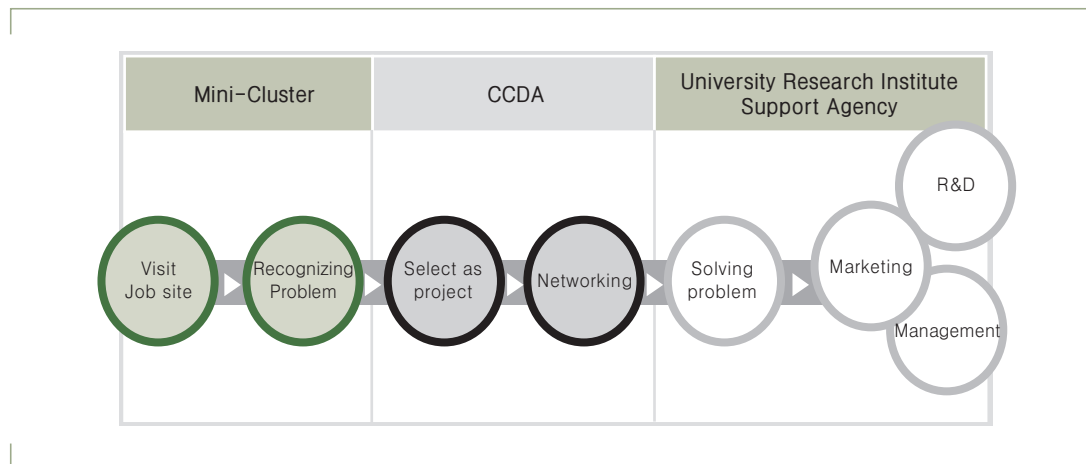 Mini-Cluster
CCDA
University Research Institute
Support Agency
Visit
Job site
Recognizing
Problem
Select as
project
Networking
Solving
problem
Marketing
R&D
Management